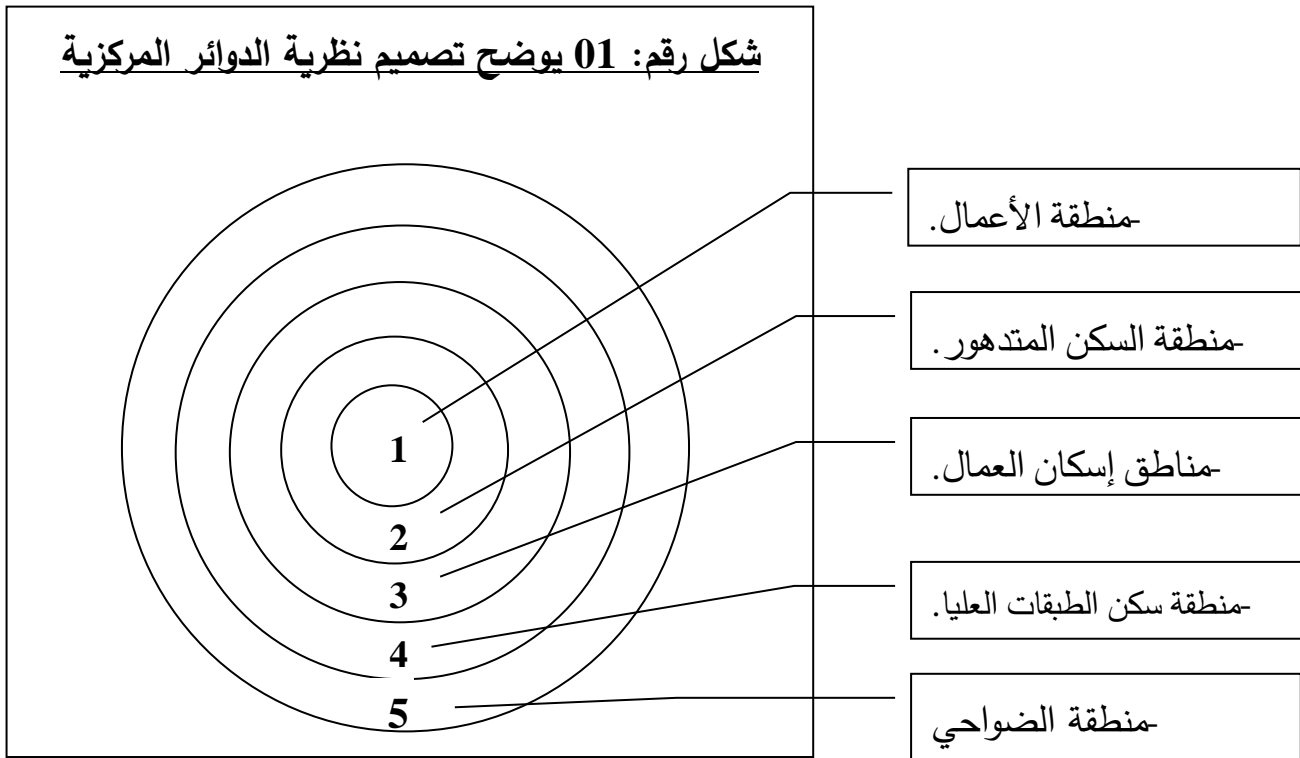 شكل رقم: 01 يوضح تصميم نظرية الدوائر المركزية
-منطقة الأعمال.
-منطقة السكن المتدهور.
-مناطق إسكان العمال.
-منطقة سكن الطبقات العليا.
-منطقة الضواحي
1
2
3
4
5